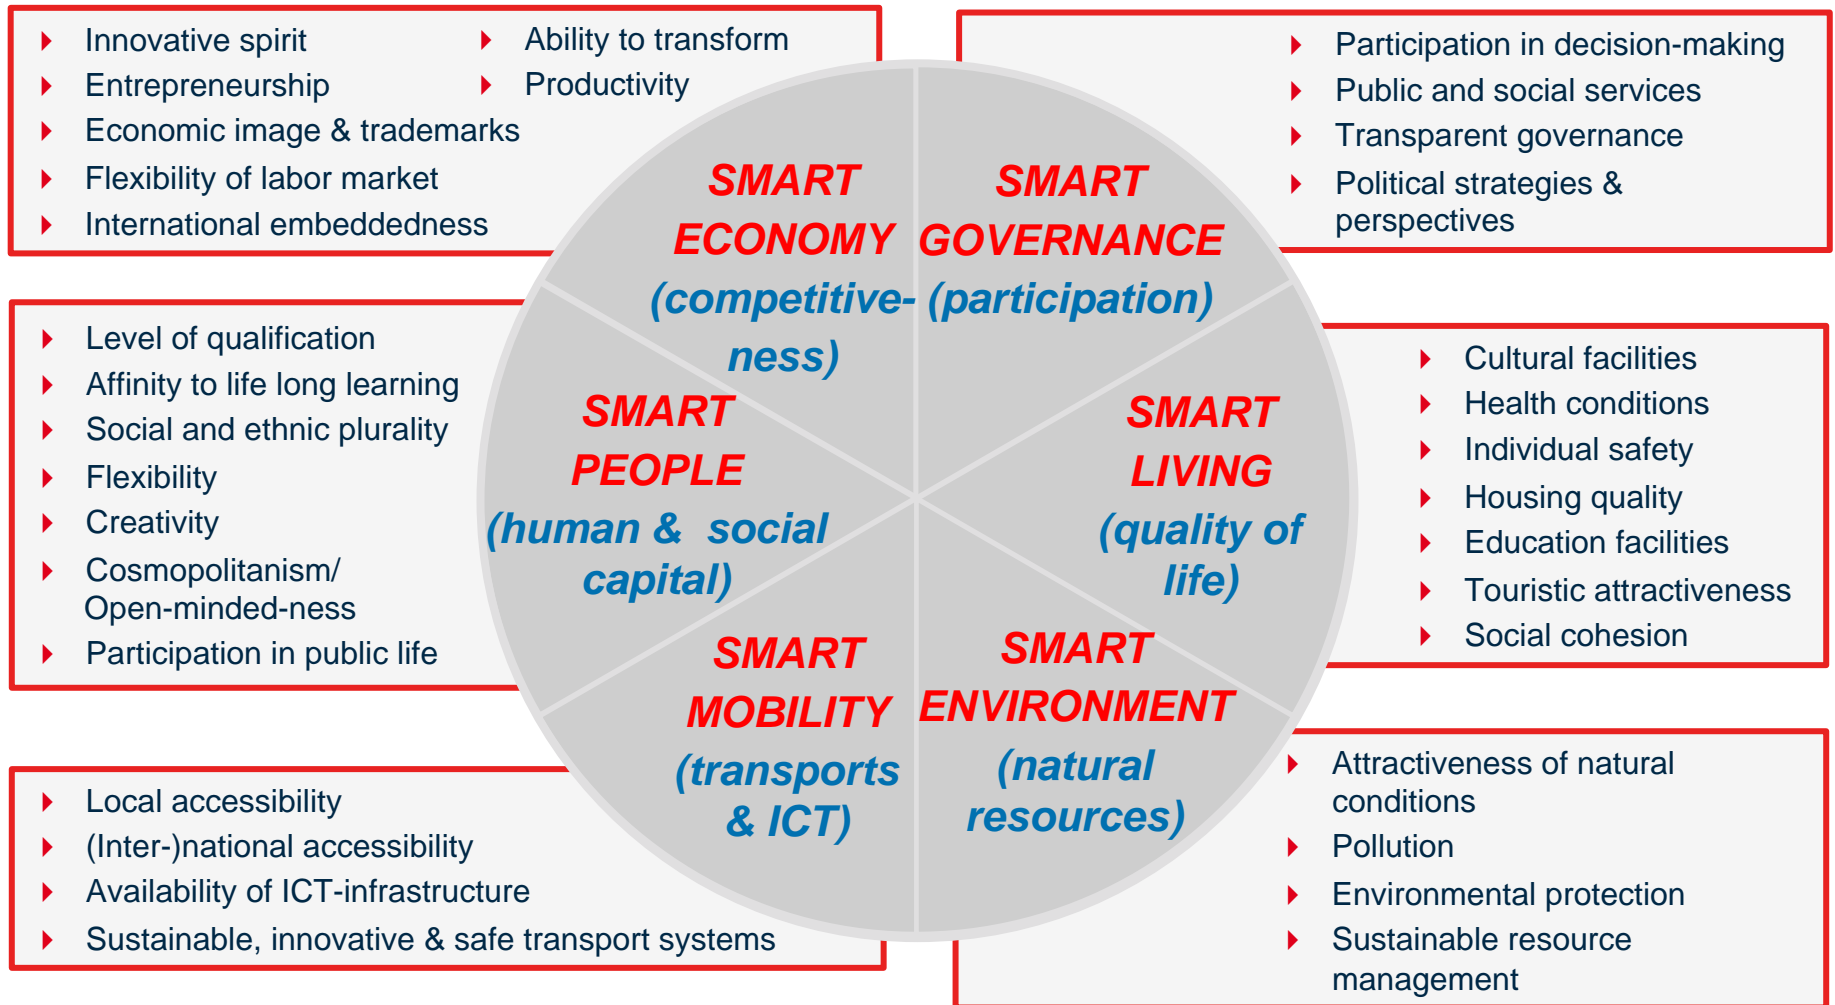 Innovative spirit
Entrepreneurship
Economic image & trademarks
Flexibility of labor market
International embeddedness
Ability to transform
Productivity
Participation in decision-making
Public and social services
Transparent governance
Political strategies &
perspectives
SMART
ECONOMY
(competitive-
ness)
SMART
GOVERNANCE
(participation)
Level of qualification
Affinity to life long learning
Social and ethnic plurality
Flexibility
Creativity
Cosmopolitanism/
Open-minded-ness
Participation in public life
SMART
PEOPLE
(human & social
capital)
SMART
LIVING
(quality of
life)
Cultural facilities
Health conditions
Individual safety
Housing quality
Education facilities
Touristic attractiveness
Social cohesion
SMART
MOBILITY
(transports
& ICT)
SMART
ENVIRONMENT
(natural
resources)
Local accessibility
(Inter-)national accessibility
Availability of ICT-infrastructure
Sustainable, innovative & safe transport systems
Attractiveness of natural
conditions
Pollution
Environmental protection
Sustainable resource
management